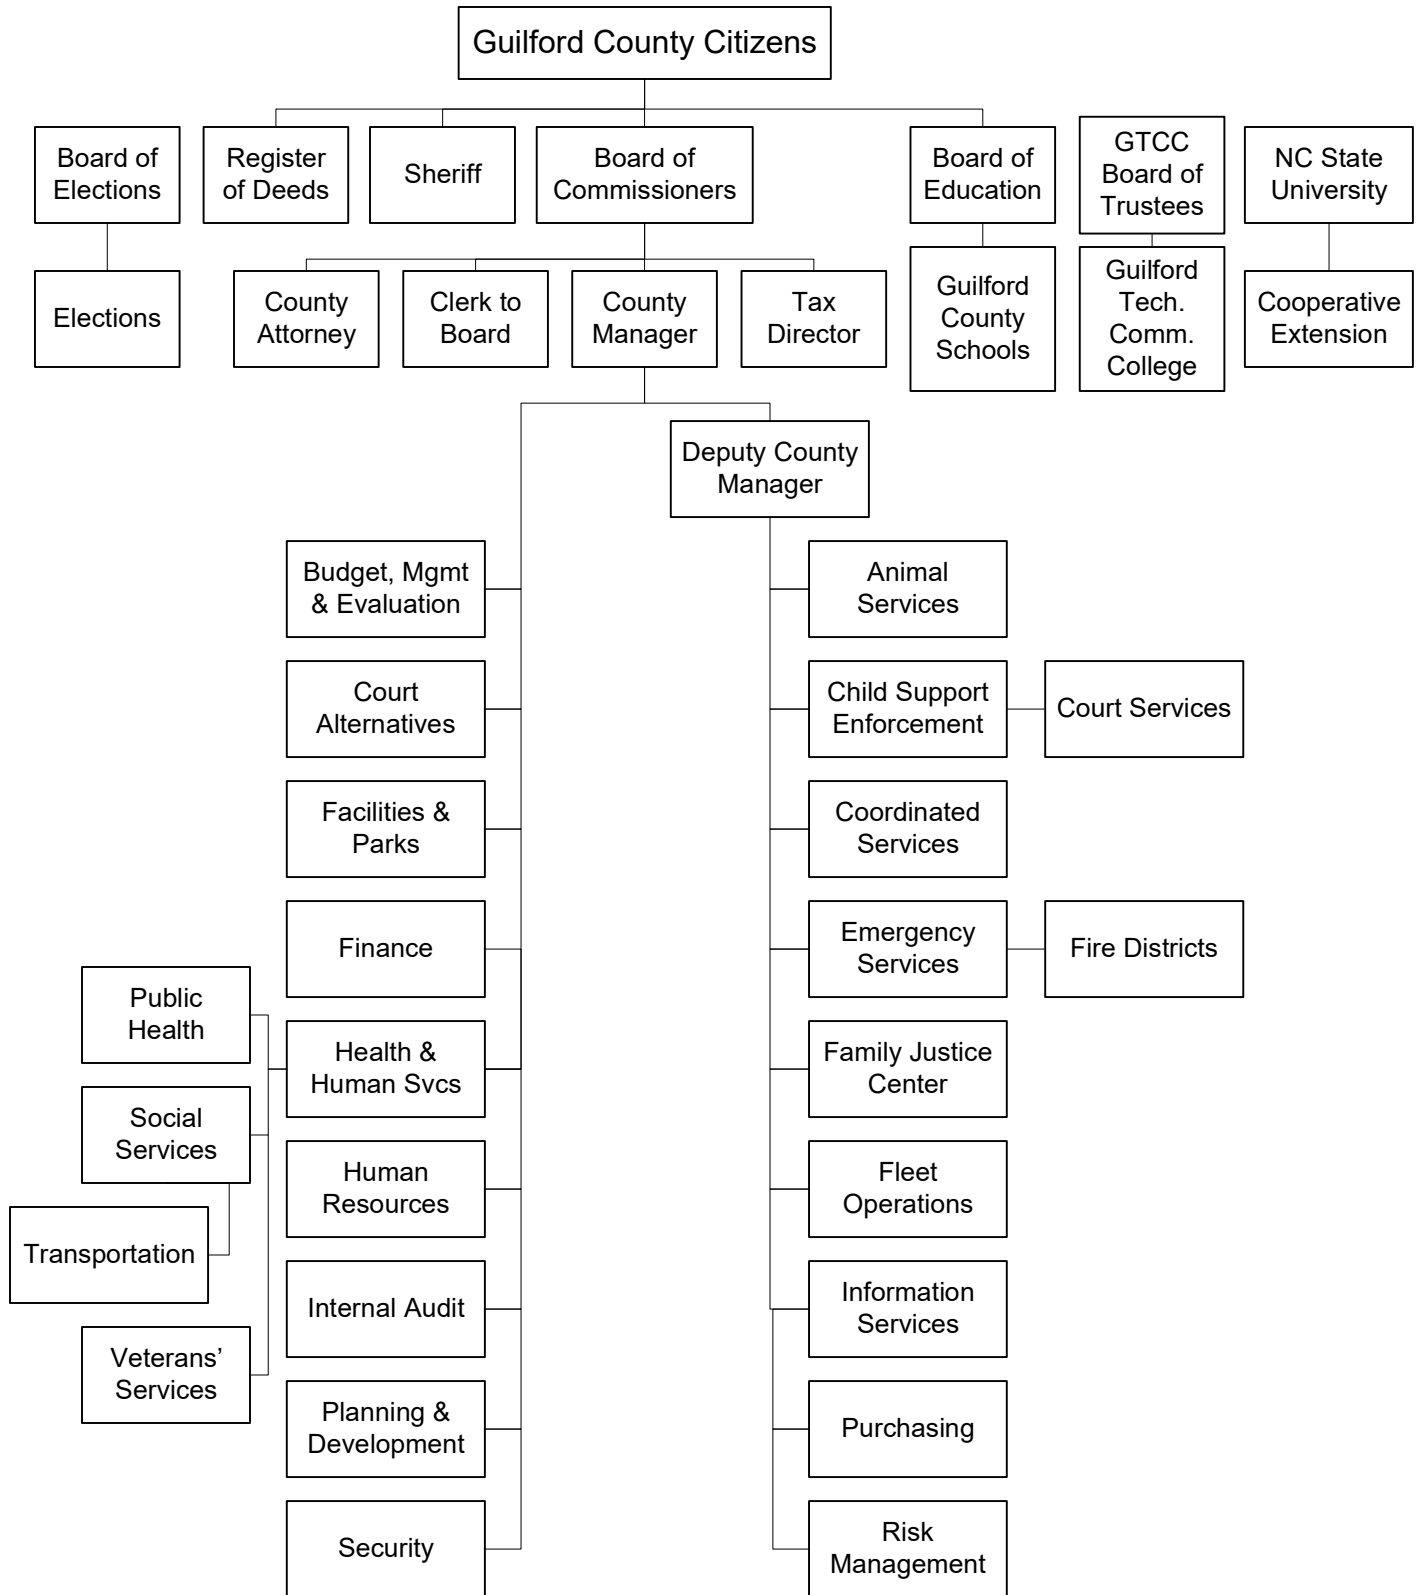 Guilford County Citizens
Board of
Elections
Register
of Deeds
Sheriff
Board of
Commissioners
Board of
Education
GTCC
Board of
Trustees
NC State
University
Elections
County
Attorney
Clerk to
Board
County
Manager
Tax
Director
Guilford
County
Schools
Guilford
Tech.
Comm.
College
Cooperative
Extension
Deputy County
Manager
Budget, Mgmt
& Evaluation
Animal
Services
Court
Alternatives
Child Support
Enforcement
Court Services
Facilities &
Parks
Coordinated
Services
Finance
Emergency
Services
Fire Districts
Public
Health
Health &
Human Svcs
Family Justice
Center
Social
Services
Human
Resources
Fleet
Operations
Transportation
Internal Audit
Information
Services
Veterans’
Services
Planning &
Development
Purchasing
Security
Risk
Management